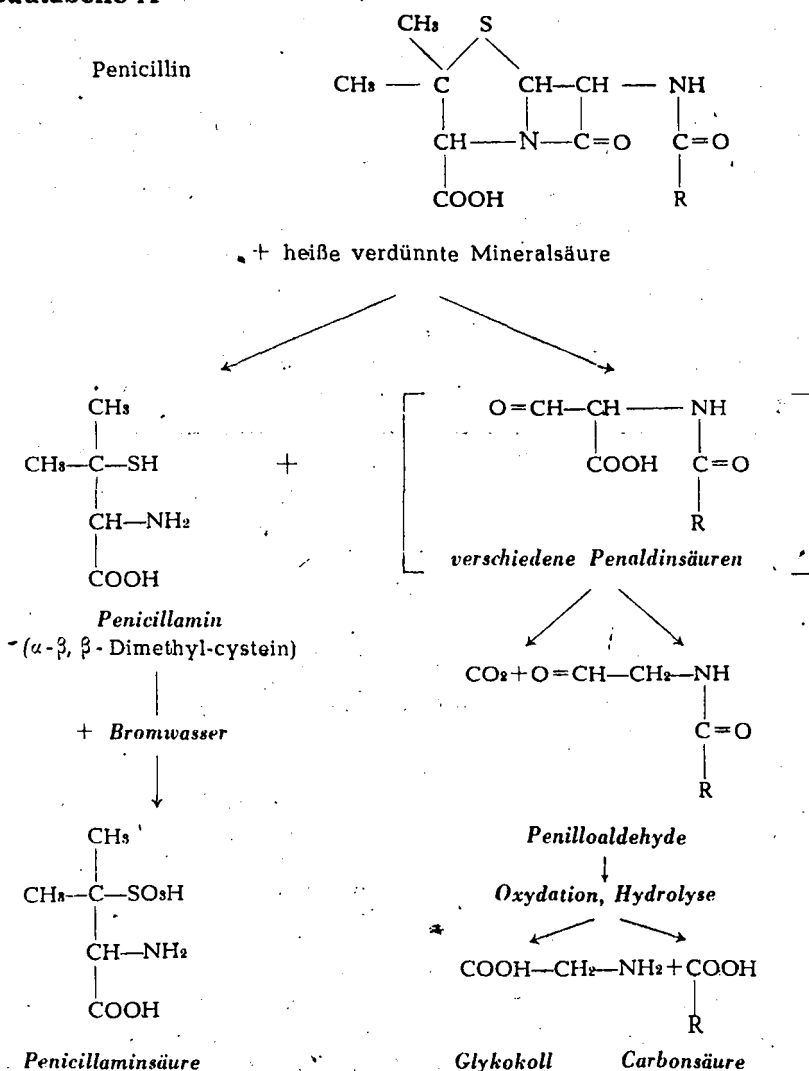 CH₃ S
Penicillin
CH₃ — C CH—CH — NH
CH—N—C=O C=O
COOH R
+ heiße verdünnte Mineralsäure
CH₃ O=CH—CH — NH
CH₃—C—SH + COOH C=O
CH—NH₂ R
COOH verschiedene Penaldinsäuren
Penicillamin
(α-β, β - Dimethyl-cystein)
CO₂+O=CH—CH₂—NH
+ Bromwasser C=O
R
CH₃ Penilloaldehyde
CH₃—C—SO₃H Oxydation, Hydrolyse
CH—NH₂ COOH—CH₂—NH₂+COOH
COOH R
Penicillaminsäure Glykokoll Carbonsäure